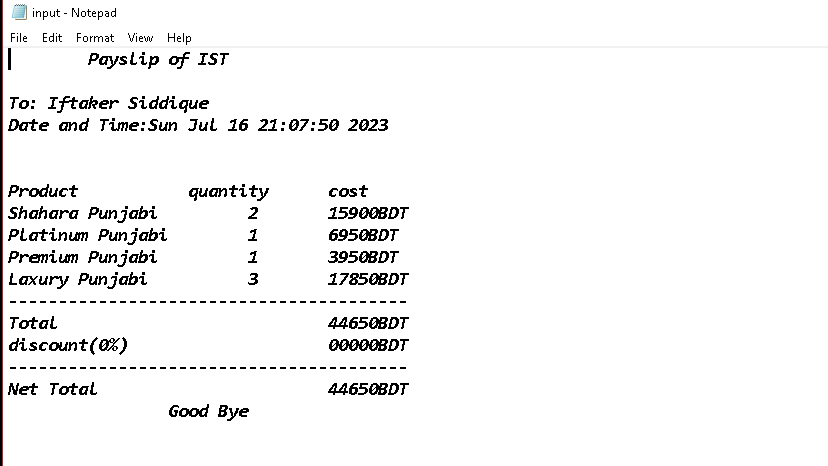 input - Notepad
File Edit Format View Help
Payslip of IST
To: Iftaker Siddique
Date and Time:Sun Jul 16 21:07:50 2023
Product quantity cost
Shahara Punjabi 2 15900BDT
Platinum Punjabi 1 6950BDT
Premium Punjabi 1 3950BDT
Laxury Punjabi 3 17850BDT
----------------------------------------
Total 44650BDT
discount(0%) 00000BDT
----------------------------------------
Net Total 44650BDT
Good Bye